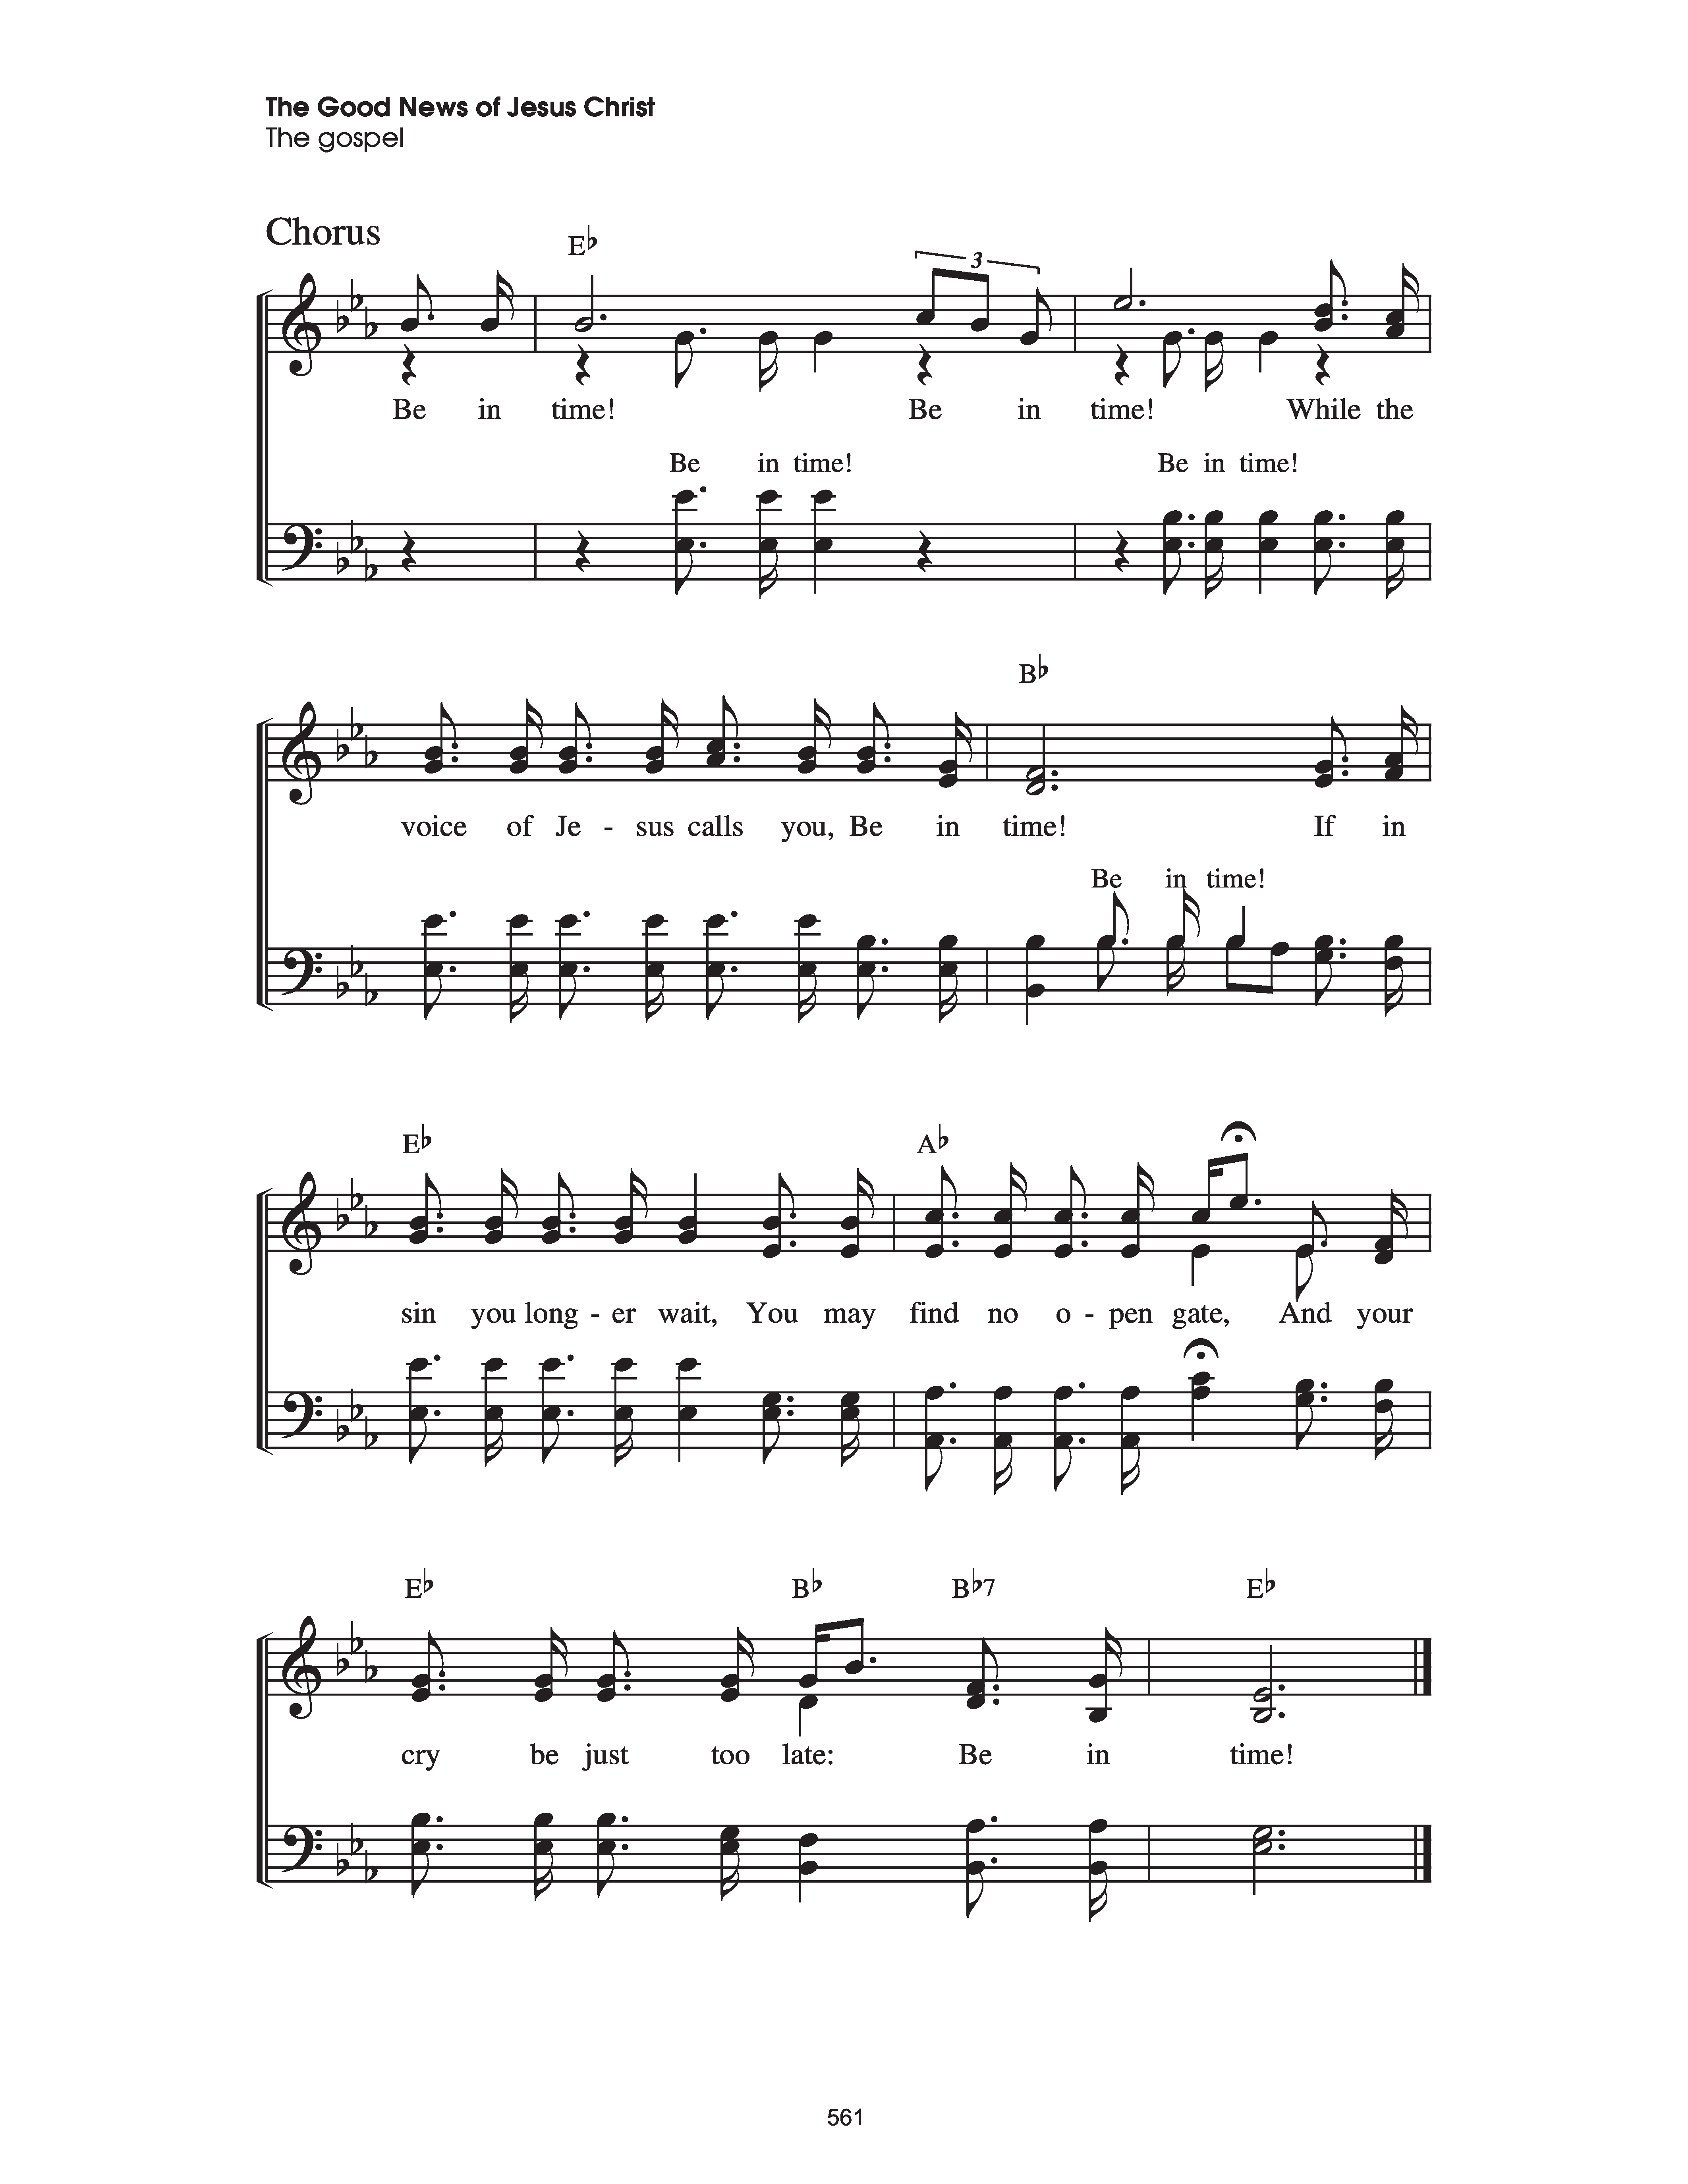 The Good News of Jesus Christ
The gospel
Chorus
E♭
3
Be in time! Be in time! While the
Be in time! Be in time!
B♭
voice of Je - sus calls you, Be in time! If in
Be in time!
E♭ A♭
sin you long - er wait, You may find no o - pen gate, And your
E♭ B♭ B♭7 E♭
cry be just too late: Be in time!
561